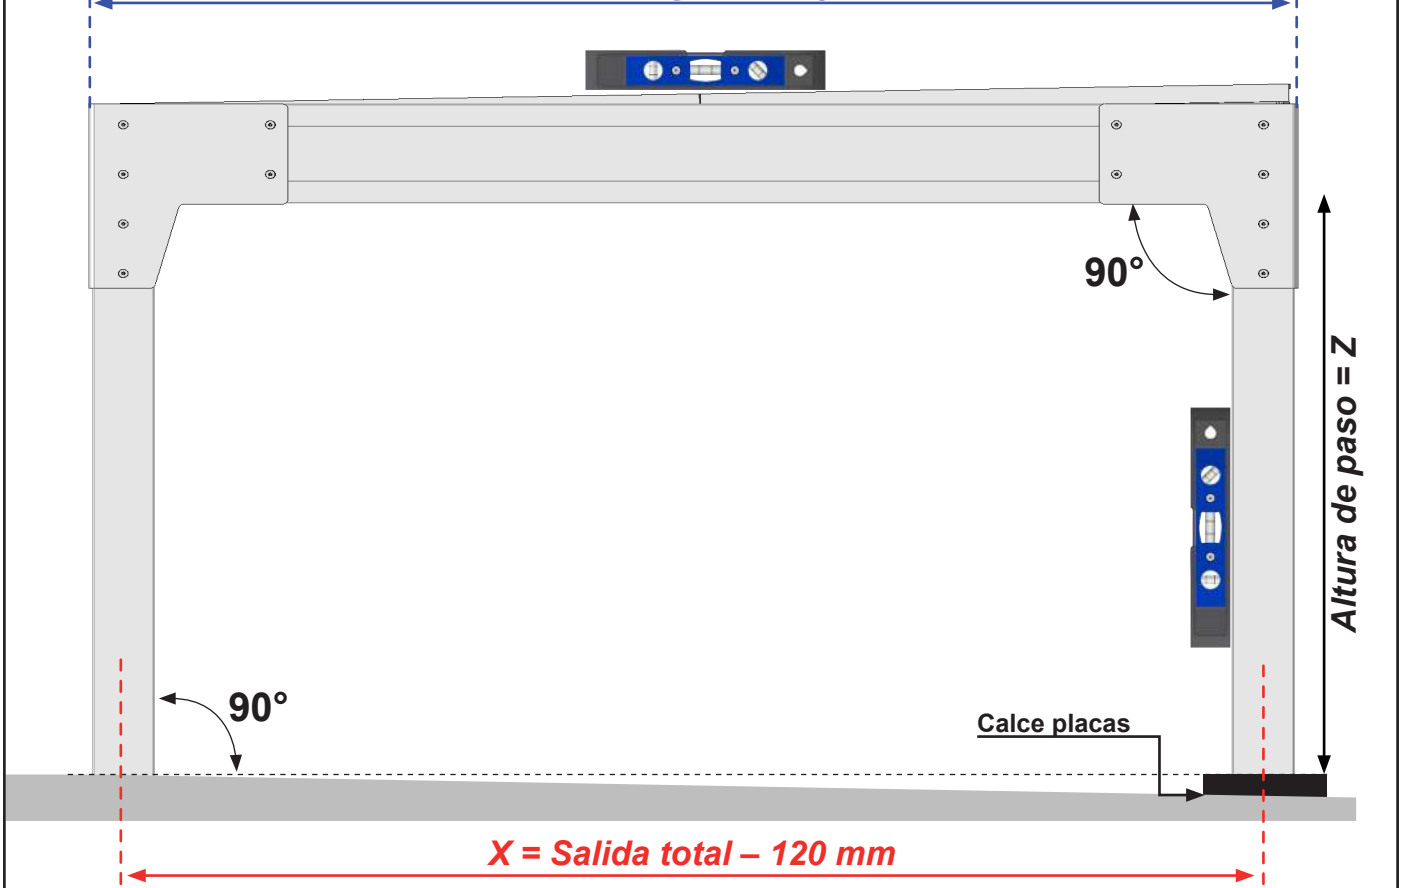 90°
Altura de paso = Z
90°
Calce placas
X = Salida total – 120 mm